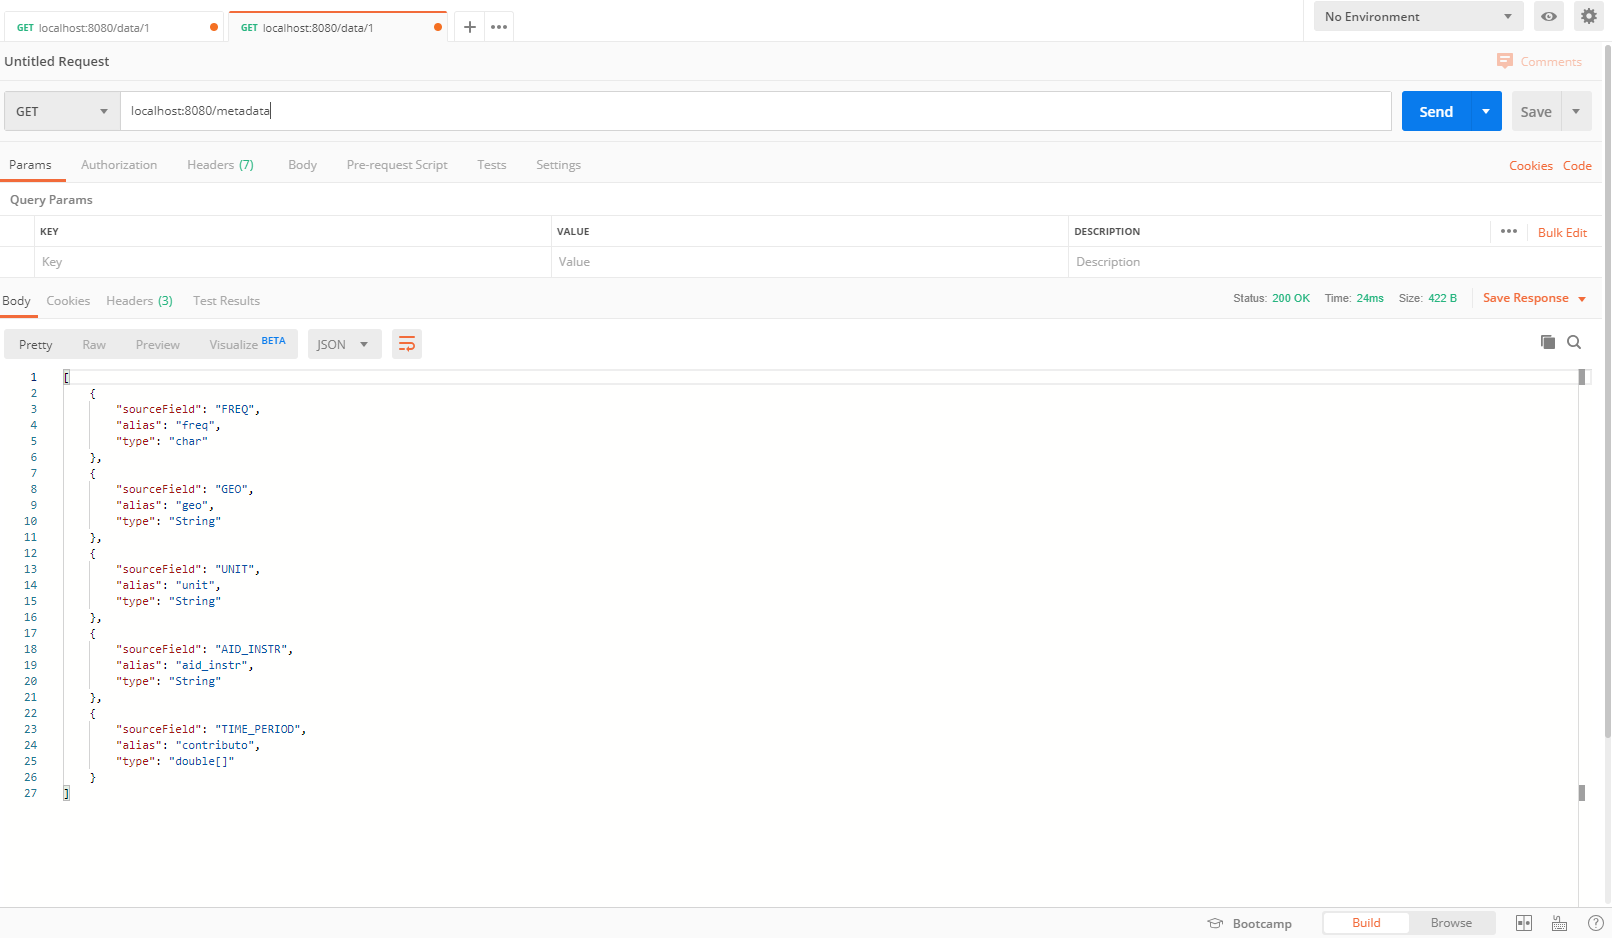 GET localhost:8080/data/1
GET localhost:8080/data/1
No Environment
Untitled Request
Comments
GET
localhost:8080/metadata
Send
Save
Params Authorization Headers (7) Body Pre-request Script Tests Settings
Cookies Code
Query Params
KEY VALUE DESCRIPTION
Bulk Edit
Key Value Description
Body Cookies Headers (3) Test Results
Status: 200 OK Time: 24ms Size: 422 B Save Response
Pretty Raw Preview Visualize BETA JSON
1 [
2 {
3 "sourceField": "FREQ",
4 "alias": "freq",
5 "type": "char"
6 },
7 {
8 "sourceField": "GEO",
9 "alias": "geo",
10 "type": "String"
11 },
12 {
13 "sourceField": "UNIT",
14 "alias": "unit",
15 "type": "String"
16 },
17 {
18 "sourceField": "AID_INSTR",
19 "alias": "aid_instr",
20 "type": "String"
21 },
22 {
23 "sourceField": "TIME_PERIOD",
24 "alias": "contributo",
25 "type": "double[]"
26 }
27 ]
Bootcamp Build Browse